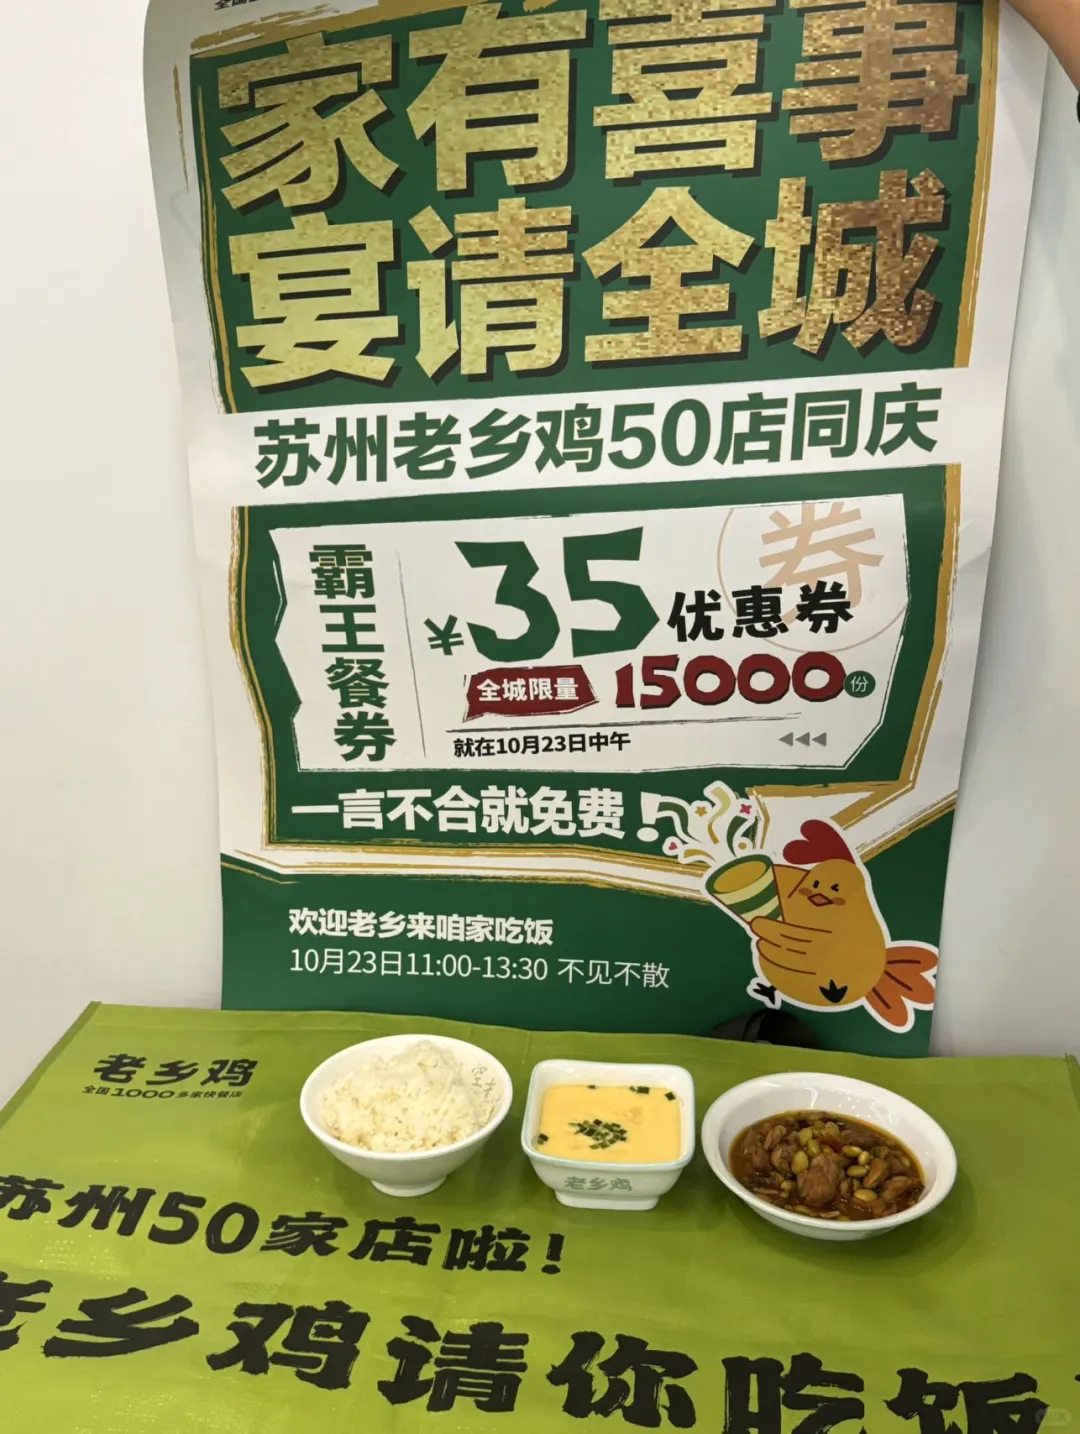 家有喜事
宴请全城
苏州老乡鸡50店同庆
霸王餐券
¥35优惠券
券
全城限量15000份
就在10月23日中午
一言不合就免费!
欢迎老乡来咱家吃饭
10月23日11:00-13:30 不见不散
老乡鸡
全国1000多家快餐店
老乡鸡
苏州50家店啦!
老乡鸡请你吃饭